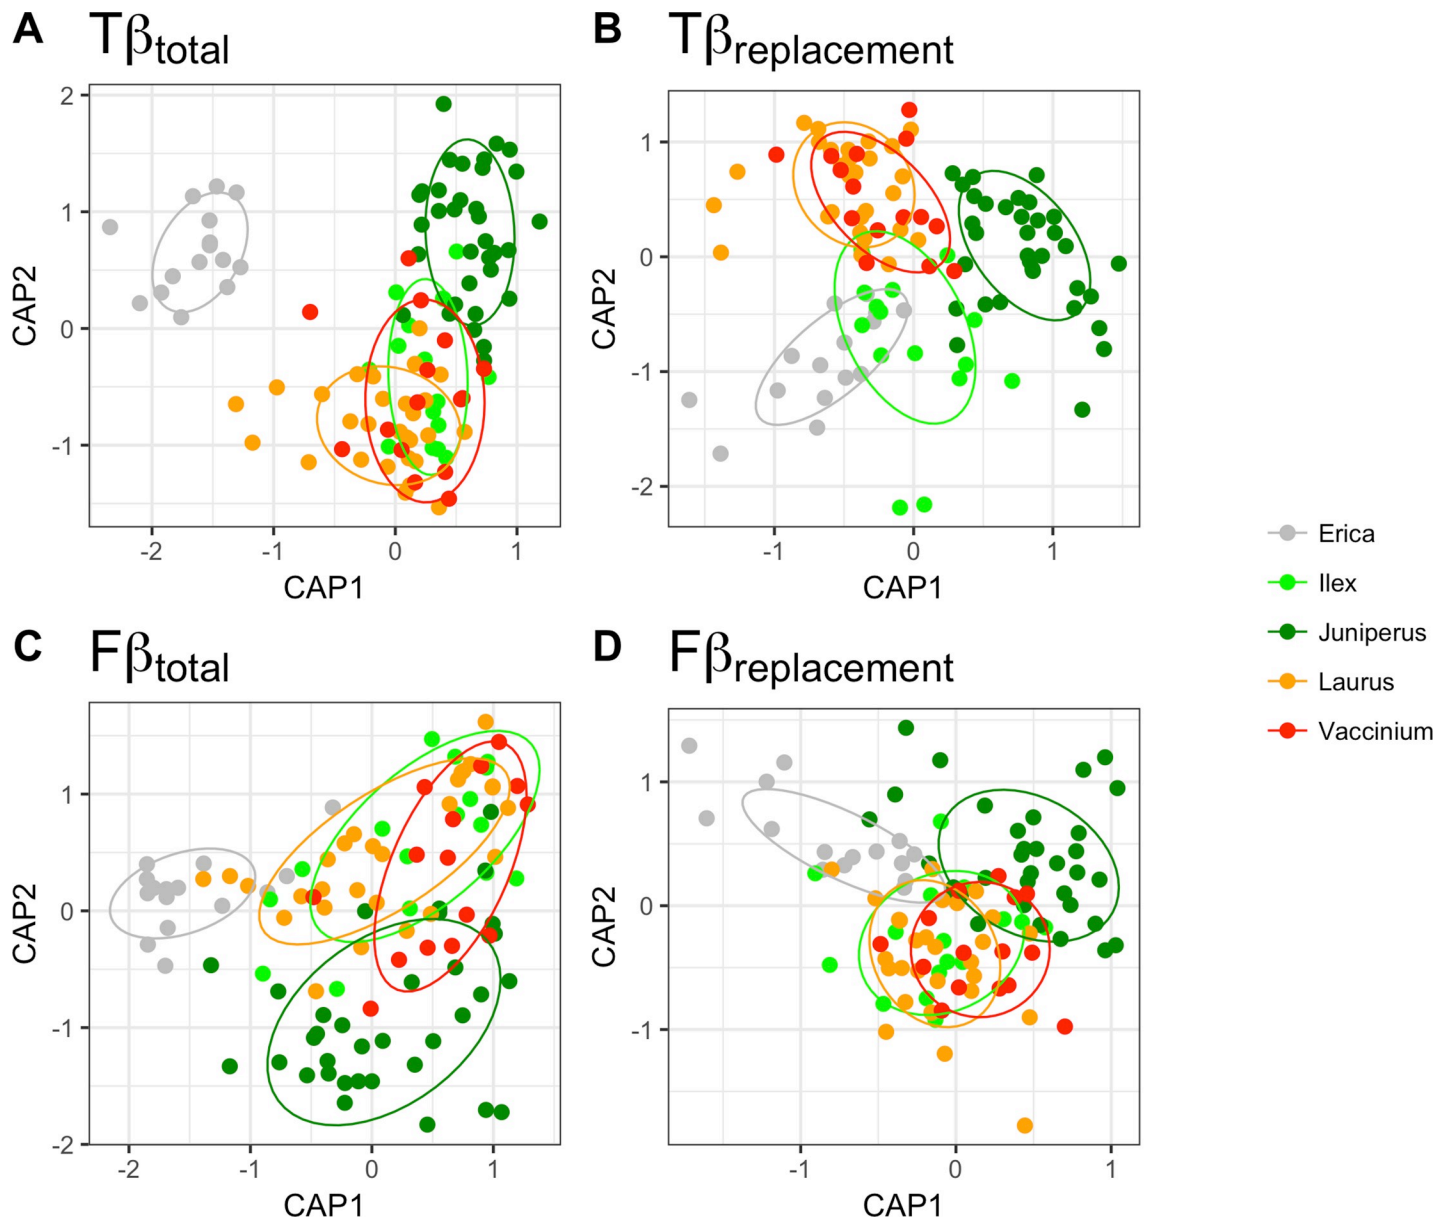 A Tβtotal
B Tβreplacement
2
1
0
-1
CAP2
-2 -1 0 1
CAP1
1
0
-1
-2
CAP2
-1 0 1
CAP1
C Fβtotal
D Fβreplacement
1
0
-1
-2
CAP2
-2 -1 0 1
CAP1
1
0
-1
CAP2
-1 0 1
CAP1
Erica
Ilex
Juniperus
Laurus
Vaccinium